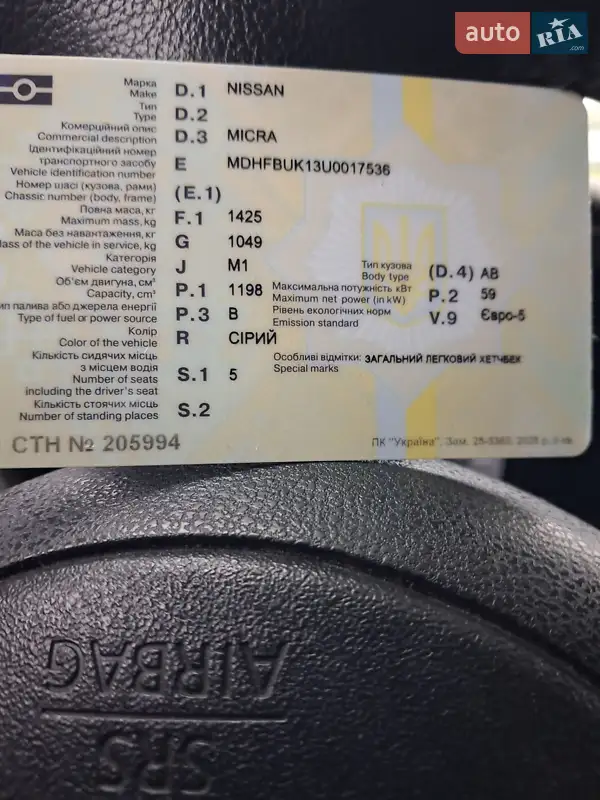 auto RIA.com
Марка D.1 NISSAN
Make
Тип D.2
Type
Комерційний опис D.3 MICRA
Commercial description
Ідентифікаційний номер
транспортного засобу E MDHFBUK13U0017536
Vehicle identification number
Номер шасі (кузова, рами) (E.1)
Chassic number (body, frame)
Повна маса, кг F.1 1425
Maximum mass, kg
Маса без навантаження, кг G 1049
Mass of the vehicle in service, kg
Категорія J M1
Vehicle category
Тип кузова (D.4) AB
Body type
Об'єм двигуна, см³ P.1 1198
Capacity, cm³
Максимальна потужність кВт P.2 59
Maximum net power (in kW)
Тип палива або джерела енергії P.3 B
Type of fuel or power source
Рівень екологічних норм V.9 Євро-5
Emission standard
Колір R СІРИЙ
Color of the vehicle
Особливі відмітки: ЗАГАЛЬНИЙ ЛЕГКОВИЙ ХЕТЧБЕК
Special marks
Кількість сидячих місць
з місцем водія S.1 5
Number of seats
including the driver's seat
Кількість стоячих місць S.2
Number of standing places
СТН № 205994
ПК "Україна".
AIRBAG
SRS